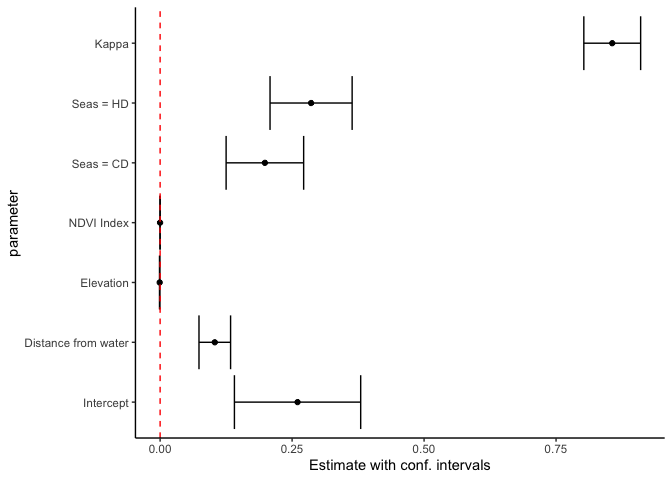 Kappa
Seas = HD
Seas = CD
NDVI Index
Elevation
Distance from water
Intercept
parameter
0.00 0.25 0.50 0.75
Estimate with conf. intervals